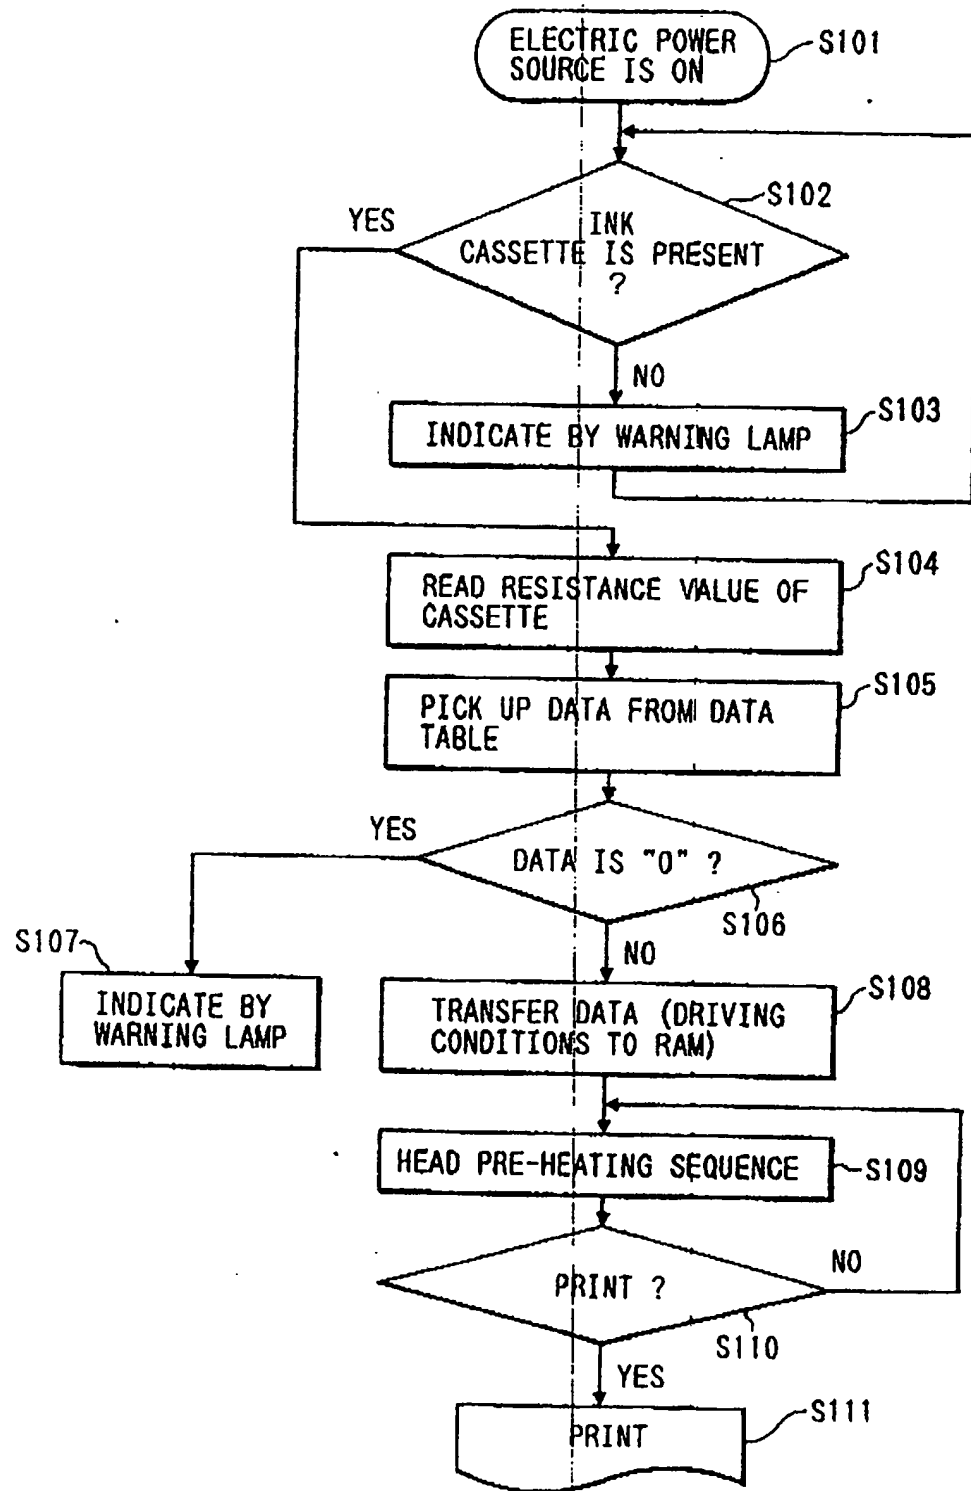 ELECTRIC POWER
SOURCE IS ON
S101
S102
YES
INK
CASSETTE IS PRESENT
?
NO
S103
INDICATE BY WARNING LAMP
S104
READ RESISTANCE VALUE OF
CASSETTE
S105
PICK UP DATA FROM DATA
TABLE
YES
DATA IS "0" ?
S106
NO
S107
INDICATE BY
WARNING LAMP
S108
TRANSFER DATA (DRIVING
CONDITIONS TO RAM)
HEAD PRE-HEATING SEQUENCE
S109
NO
PRINT ?
S110
YES
S111
PRINT